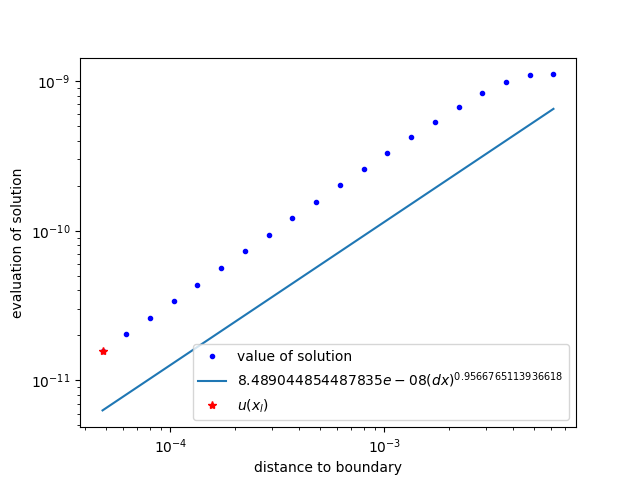 10^{-9}
10^{-10}
10^{-11}
evaluation of solution
value of solution
8.489044854487835e − 08(dx)^{0.9566765113936618}
u(x_I)
10^{-4}
10^{-3}
distance to boundary